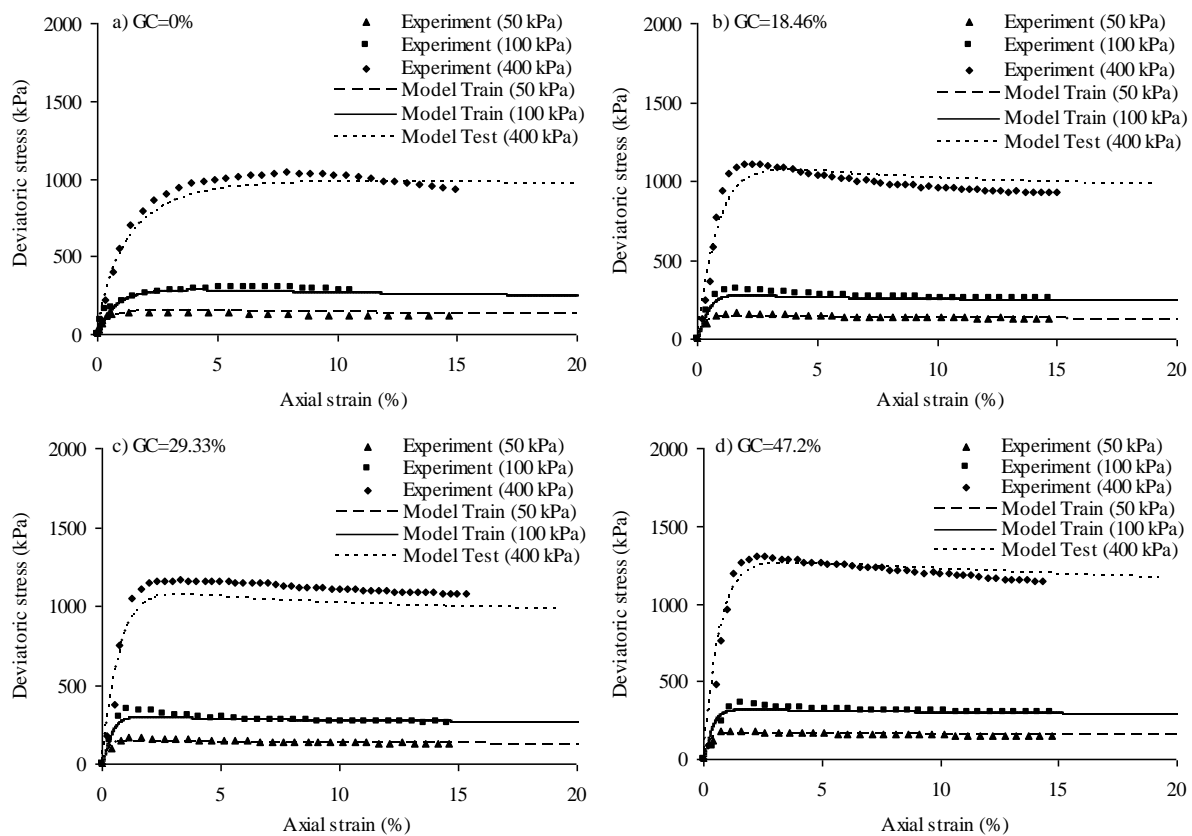 a) GC=0%
Experiment (50 kPa)
Experiment (100 kPa)
Experiment (400 kPa)
Model Train (50 kPa)
Model Train (100 kPa)
Model Test (400 kPa)
Deviatoric stress (kPa)
2000
1500
1000
500
0
0 5 10 15 20
Axial strain (%)
b) GC=18.46%
Experiment (50 kPa)
Experiment (100 kPa)
Experiment (400 kPa)
Model Train (50 kPa)
Model Train (100 kPa)
Model Test (400 kPa)
Deviatoric stress (kPa)
2000
1500
1000
500
0
0 5 10 15 20
Axial strain (%)
c) GC=29.33%
Experiment (50 kPa)
Experiment (100 kPa)
Experiment (400 kPa)
Model Train (50 kPa)
Model Train (100 kPa)
Model Test (400 kPa)
Deviatoric stress (kPa)
2000
1500
1000
500
0
0 5 10 15 20
Axial strain (%)
d) GC=47.2%
Experiment (50 kPa)
Experiment (100 kPa)
Experiment (400 kPa)
Model Train (50 kPa)
Model Train (100 kPa)
Model Test (400 kPa)
Deviatoric stress (kPa)
2000
1500
1000
500
0
0 5 10 15 20
Axial strain (%)